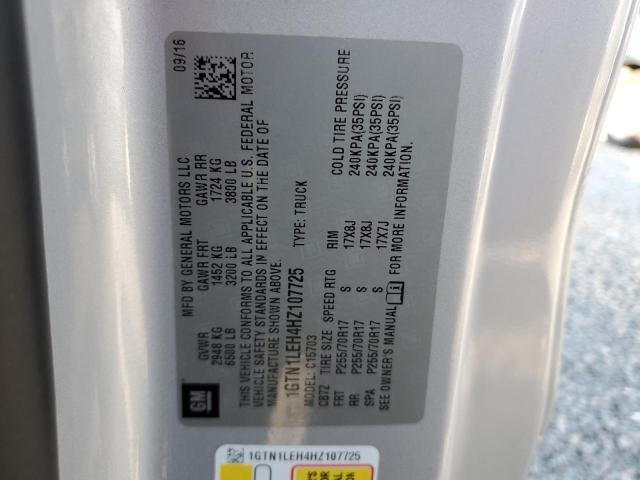 09/16
MFD BY GENERAL MOTORS LLC
GVWR GAWR FRT GAWR RR
2948 KG 1452 KG 1724 KG
6500 LB 3200 LB 3800 LB
THIS VEHICLE CONFORMS TO ALL APPLICABLE U.S. FEDERAL MOTOR
VEHICLE SAFETY STANDARDS IN EFFECT ON THE DATE OF
MANUFACTURE SHOWN ABOVE.
1GTN1LEH4HZ107725
TYPE: TRUCK
MODEL: C15703
CB7Z TIRE SIZE SPEED RTG RIM COLD TIRE PRESSURE
FRT P255/70R17 S 17X8J 240KPA(35PSI)
RR P255/70R17 S 17X8J 240KPA(35PSI)
SPA P255/70R17 S 17X7J 240KPA(35PSI)
SEE OWNER'S MANUAL FOR MORE INFORMATION.
GM
1GTN1LEH4HZ107725